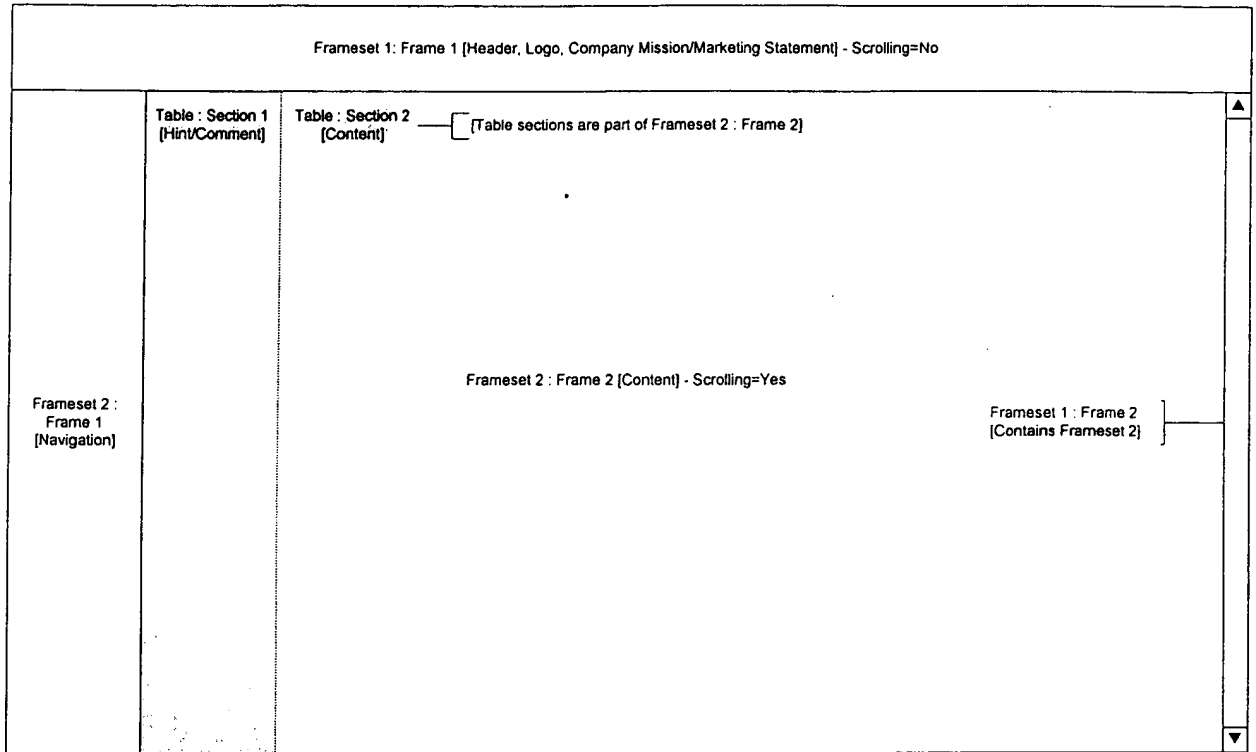 Frameset 1: Frame 1 [Header, Logo, Company Mission/Marketing Statement] - Scrolling=No
Table : Section 1
[Hint/Comment]
Table : Section 2
[Content]
[Table sections are part of Frameset 2 : Frame 2]
Frameset 2 : Frame 2 [Content] - Scrolling=Yes
Frameset 2 :
Frame 1
[Navigation]
Frameset 1 : Frame 2
[Contains Frameset 2]